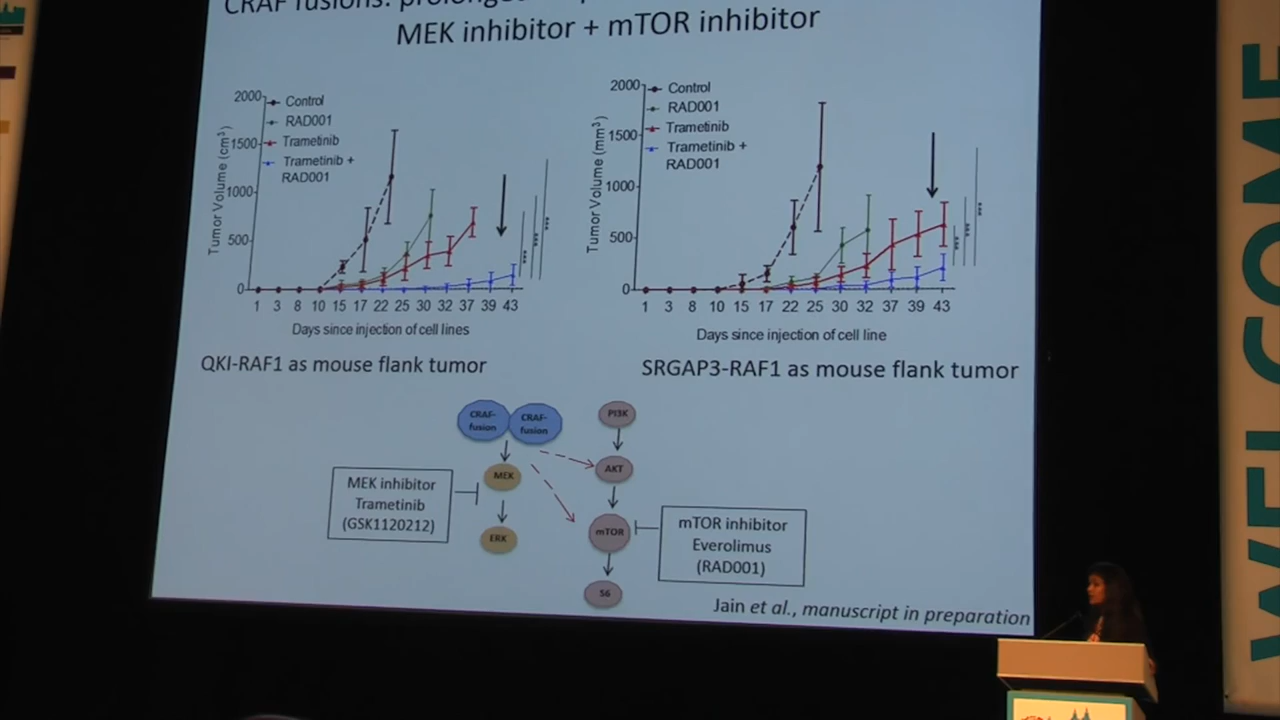 CRAF fusions: prolonged
MEK inhibitor + mTOR inhibitor
Tumor Volume (cm3)
2000
1500
1000
500
0
Control
RAD001
Trametinib
Trametinib +
RAD001
***
***
***
1 3 8 10 15 17 22 25 30 32 37 39 43
Days since injection of cell lines
QKI-RAF1 as mouse flank tumor
Tumor Volume (mm3)
2000
1500
1000
500
0
Control
RAD001
Trametinib
Trametinib +
RAD001
***
***
***
1 3 8 10 15 17 22 25 30 32 37 39 43
Days since injection of cell line
SRGAP3-RAF1 as mouse flank tumor
CRAF-
fusion
CRAF-
fusion
PI3K
MEK
AKT
MEK inhibitor
Trametinib
(GSK1120212)
ERK
mTOR
mTOR inhibitor
Everolimus
(RAD001)
S6
Jain et al., manuscript in preparation
WELCOME